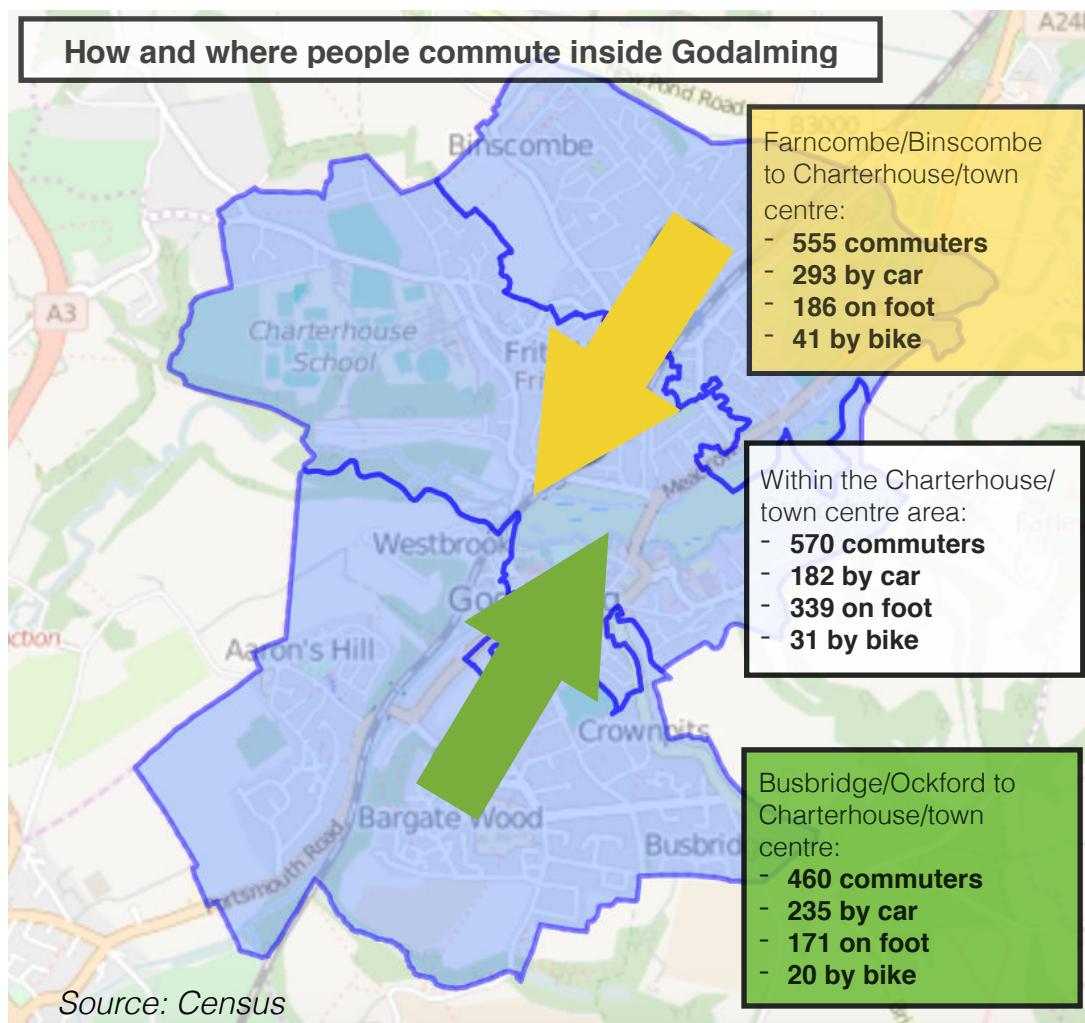 How and where people commute inside Godalming
A3
B3000
Pond Road
Binscombe
Farncombe/Binscombe
to Charterhouse/town
centre:
- 555 commuters
- 293 by car
- 186 on foot
- 41 by bike
Charterhouse
School
Within the Charterhouse/
town centre area:
- 570 commuters
- 182 by car
- 339 on foot
- 31 by bike
Westbrook
Aaron's Hill
Crownpits
Busbridge/Ockford to
Charterhouse/town
centre:
- 460 commuters
- 235 by car
- 171 on foot
- 20 by bike
Bargate Wood
Portsmouth Road
Source: Census